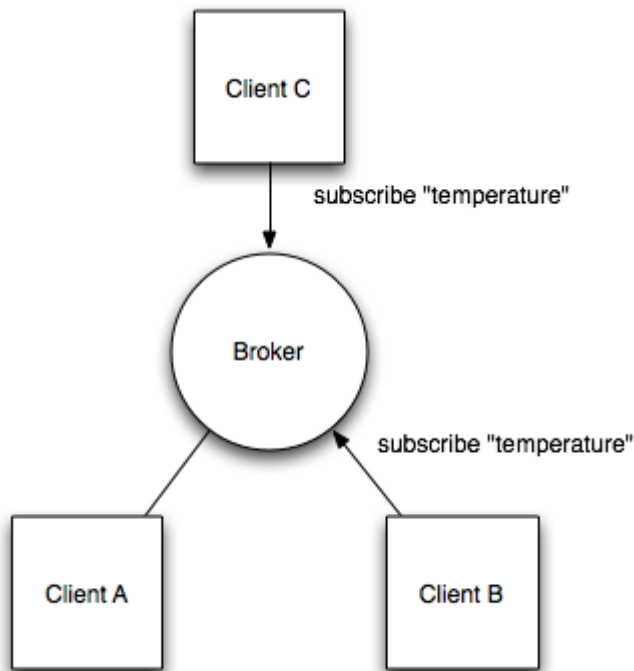 Client C
subscribe "temperature"
Broker
subscribe "temperature"
Client A
Client B